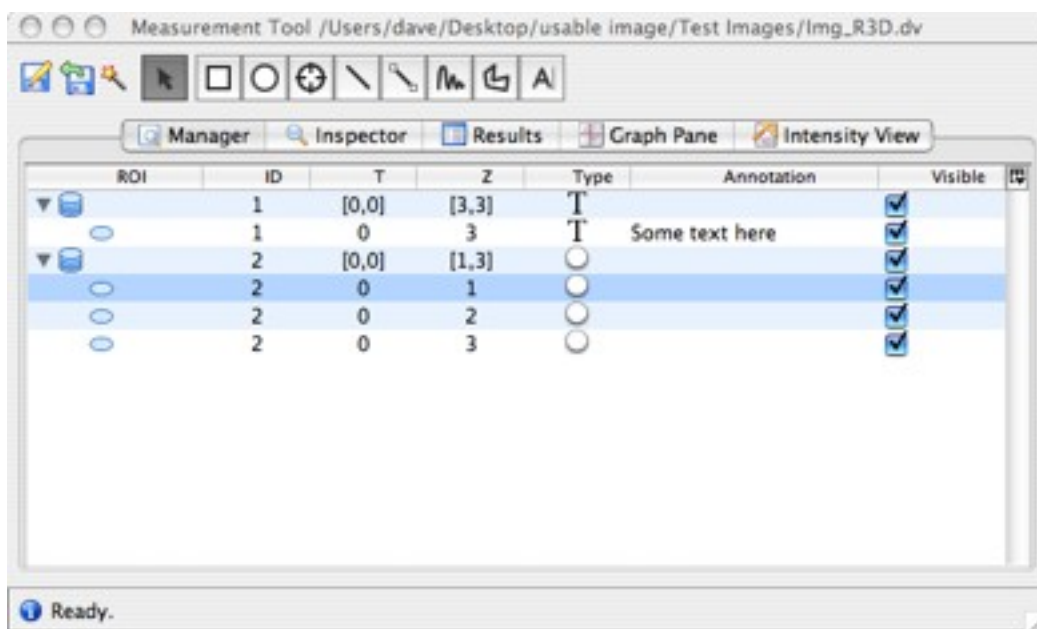 Measurement Tool /Users/dave/Desktop/usable image/Test Images/Img_R3D.dv
A
Manager Inspector Results Graph Pane Intensity View
ROI ID T Z Type Annotation Visible
1 [0,0] [3,3] T
1 0 3 T Some text here
2 [0,0] [1,3]
2 0 1
2 0 2
2 0 3
Ready.